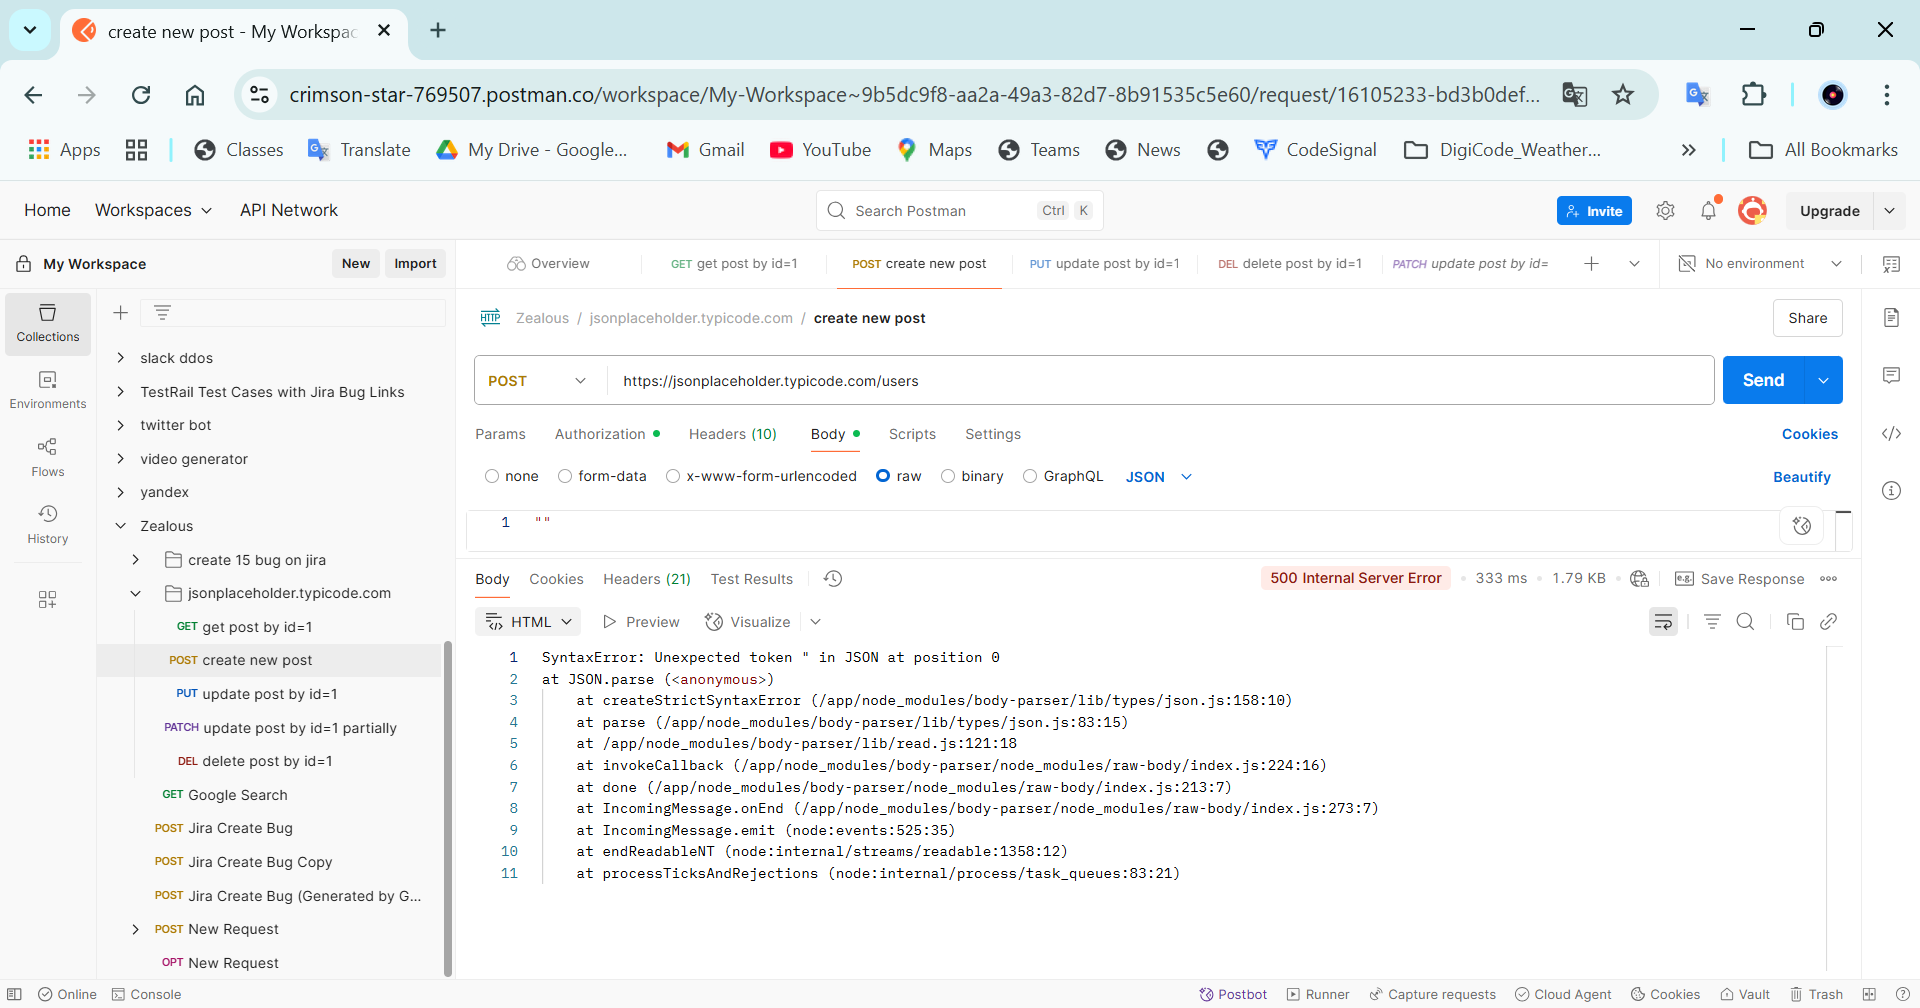 create new post - My Workspac
crimson-star-769507.postman.co/workspace/My-Workspace~9b5dc9f8-aa2a-49a3-82d7-8b91535c5e60/request/16105233-bd3b0def...
Apps Classes Translate My Drive - Google... Gmail YouTube Maps Teams News CodeSignal DigiCode_Weather... » All Bookmarks
Home Workspaces API Network Search Postman Ctrl K Invite Upgrade
My Workspace New Import Overview GET get post by id=1 POST create new post PUT update post by id=1 DEL delete post by id=1 PATCH update post by id= No environment
Collections
Environments
Flows
History
slack ddos
TestRail Test Cases with Jira Bug Links
twitter bot
video generator
yandex
Zealous
create 15 bug on jira
jsonplaceholder.typicode.com
GET get post by id=1
POST create new post
PUT update post by id=1
PATCH update post by id=1 partially
DEL delete post by id=1
GET Google Search
POST Jira Create Bug
POST Jira Create Bug Copy
POST Jira Create Bug (Generated by G...
POST New Request
OPT New Request
HTTP Zealous / jsonplaceholder.typicode.com / create new post Share
POST https://jsonplaceholder.typicode.com/users Send
Params Authorization Headers (10) Body Scripts Settings Cookies
none form-data x-www-form-urlencoded raw binary GraphQL JSON Beautify
1 ""
Body Cookies Headers (21) Test Results 500 Internal Server Error 333 ms 1.79 KB e.g. Save Response
HTML Preview Visualize
1 SyntaxError: Unexpected token " in JSON at position 0
2 at JSON.parse (<anonymous>)
3 at createStrictSyntaxError (/app/node_modules/body-parser/lib/types/json.js:158:10)
4 at parse (/app/node_modules/body-parser/lib/types/json.js:83:15)
5 at /app/node_modules/body-parser/lib/read.js:121:18
6 at invokeCallback (/app/node_modules/body-parser/node_modules/raw-body/index.js:224:16)
7 at done (/app/node_modules/body-parser/node_modules/raw-body/index.js:213:7)
8 at IncomingMessage.onEnd (/app/node_modules/body-parser/node_modules/raw-body/index.js:273:7)
9 at IncomingMessage.emit (node:events:525:35)
10 at endReadableNT (node:internal/streams/readable:1358:12)
11 at processTicksAndRejections (node:internal/process/task_queues:83:21)
Online Console Postbot Runner Capture requests Cloud Agent Cookies Vault Trash